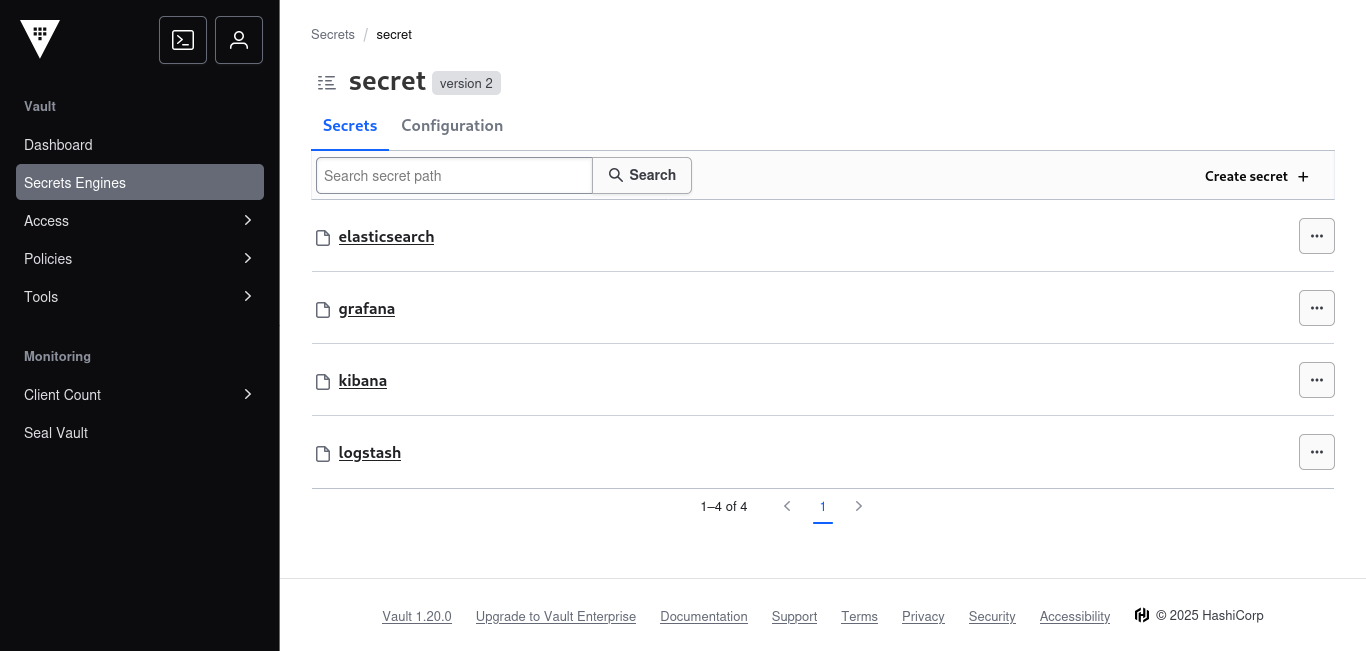 Secrets / secret
secret version 2
Secrets Configuration
Search secret path Search Create secret +
elasticsearch
grafana
kibana
logstash
1–4 of 4 1
Vault
Dashboard
Secrets Engines
Access
Policies
Tools
Monitoring
Client Count
Seal Vault
Vault 1.20.0 Upgrade to Vault Enterprise Documentation Support Terms Privacy Security Accessibility © 2025 HashiCorp